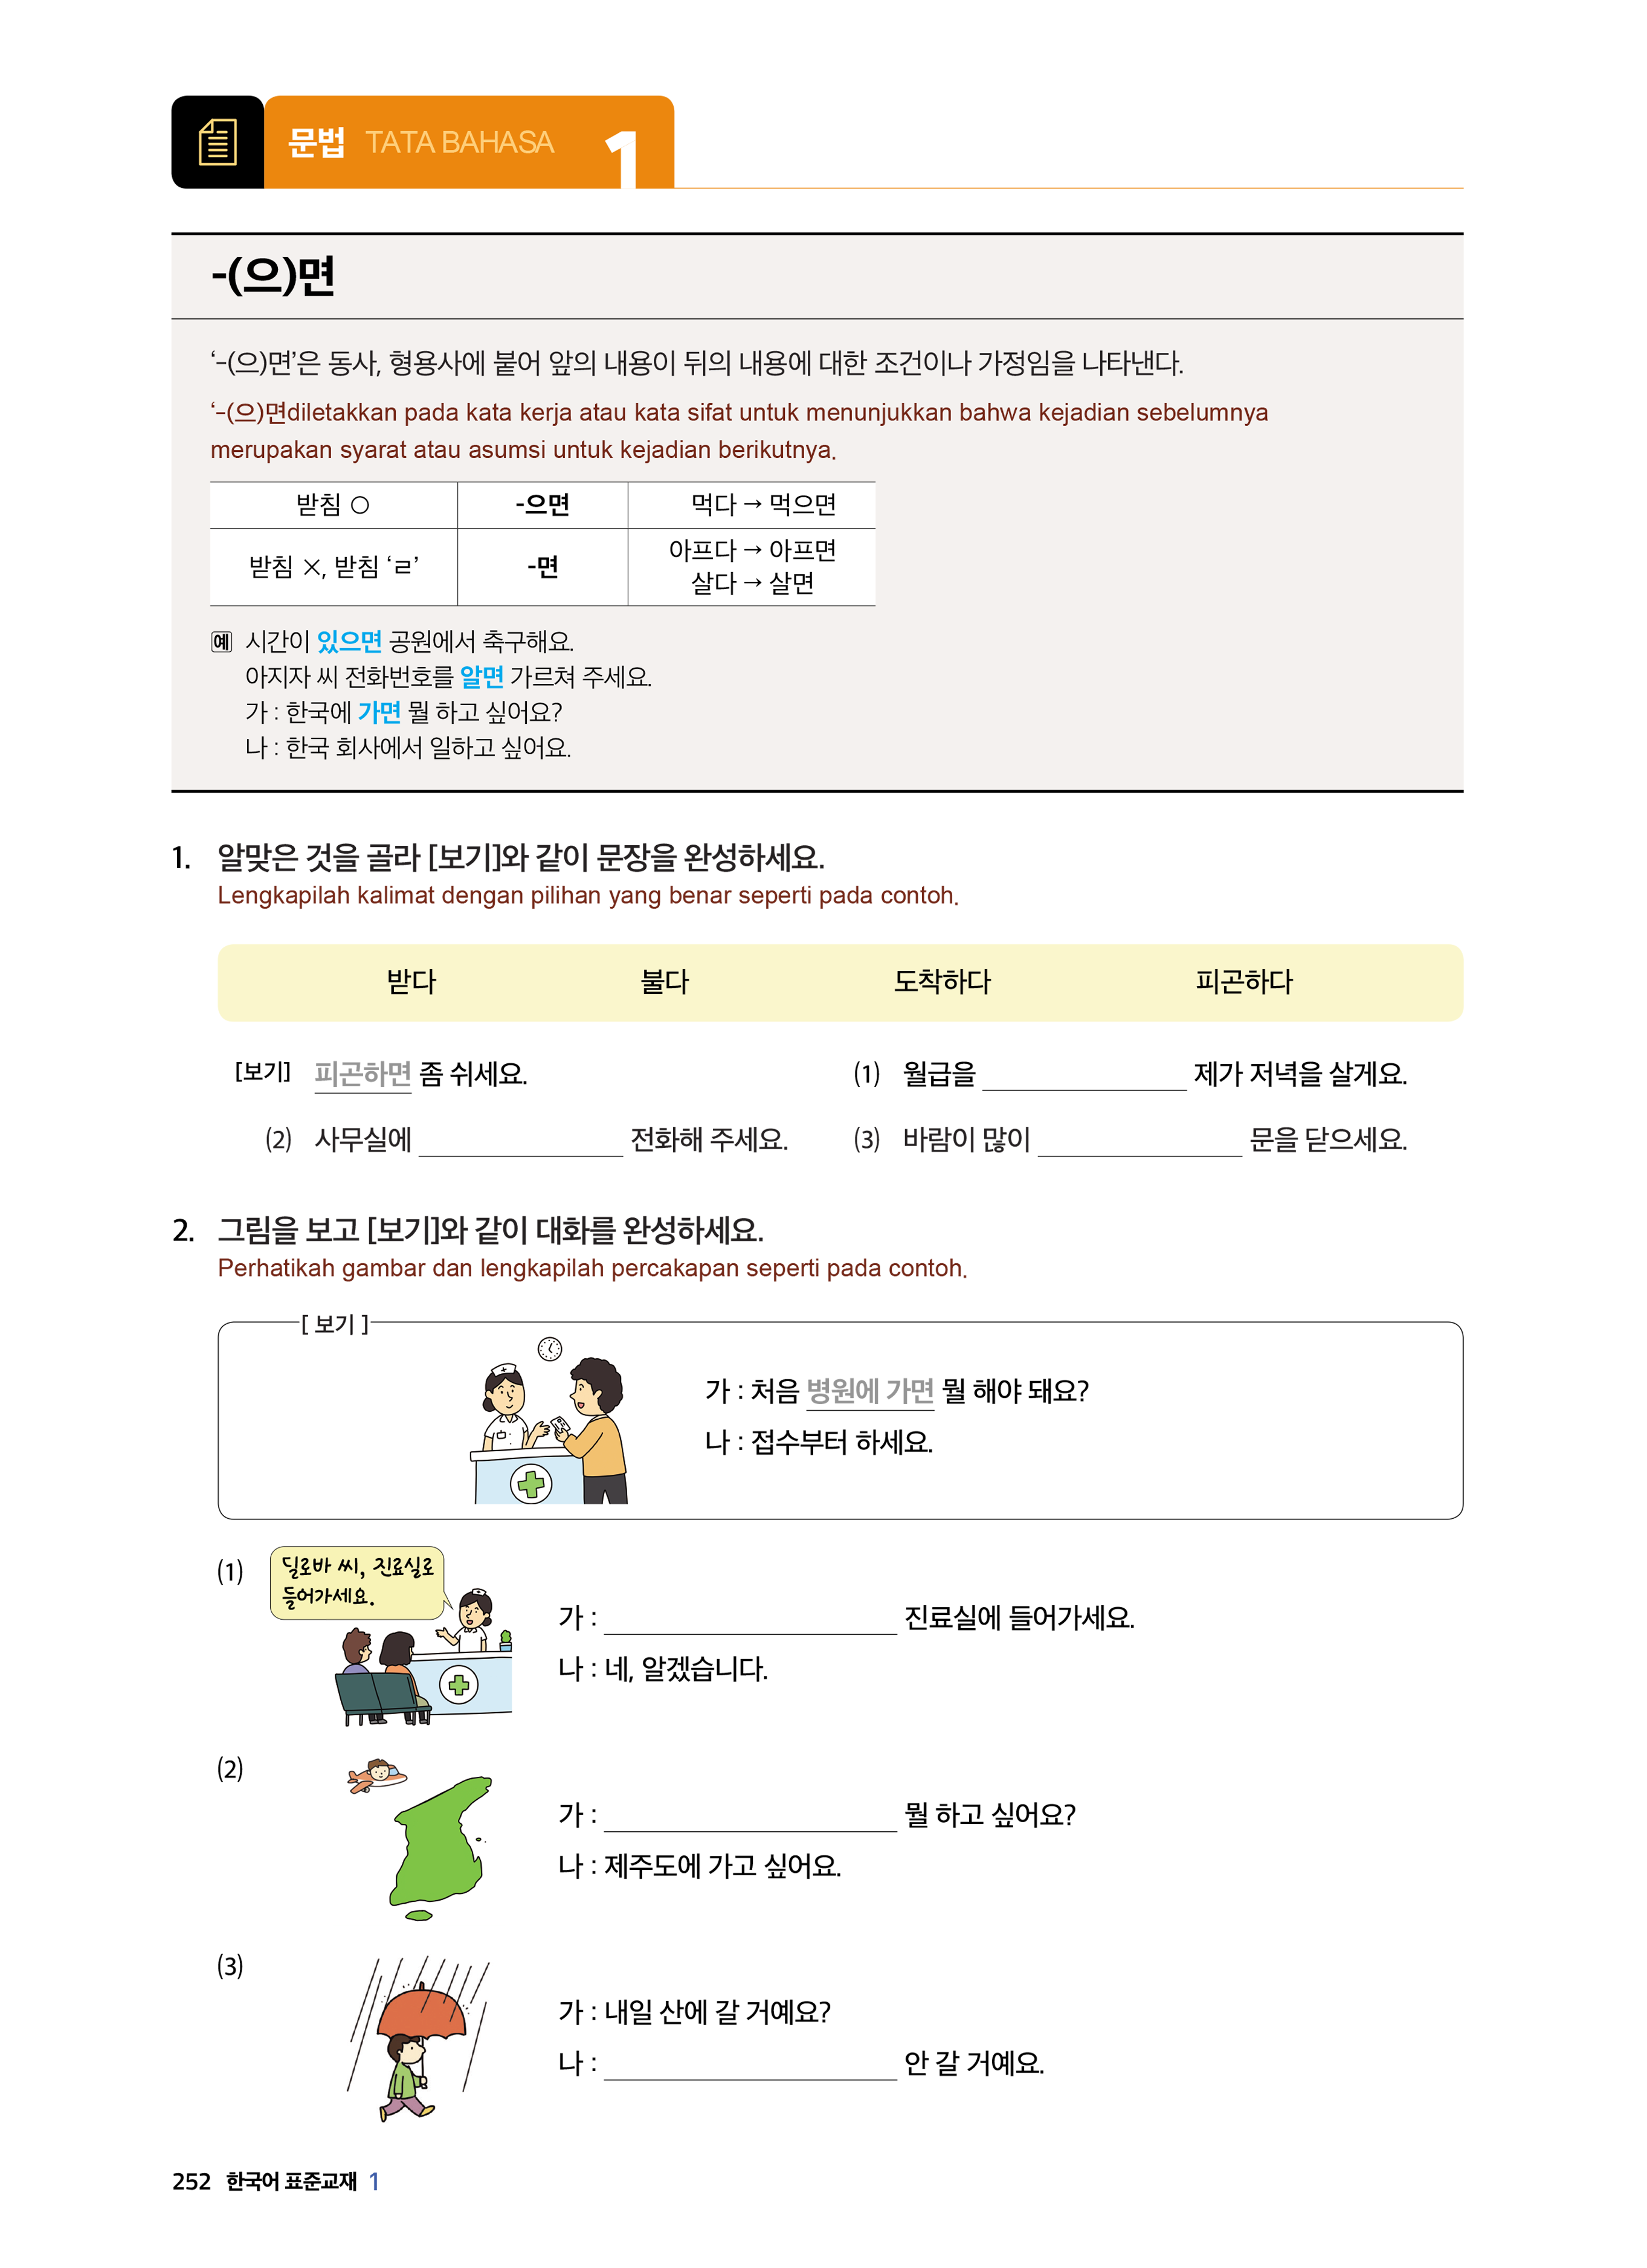 문법 TATA BAHASA 1
-(으)면
‘-(으)면’은 동사, 형용사에 붙어 앞의 내용이 뒤의 내용에 대한 조건이나 가정임을 나타낸다.
‘-(으)면diletakkan pada kata kerja atau kata sifat untuk menunjukkan bahwa kejadian sebelumnya
merupakan syarat atau asumsi untuk kejadian berikutnya.
받침 ○ -으면 먹다 → 먹으면
받침 ×, 받침 ‘ㄹ’ -면 아프다 → 아프면
살다 → 살면
예 시간이 있으면 공원에서 축구해요.
아지자 씨 전화번호를 알면 가르쳐 주세요.
가 : 한국에 가면 뭘 하고 싶어요?
나 : 한국 회사에서 일하고 싶어요.
1. 알맞은 것을 골라 [보기]와 같이 문장을 완성하세요.
Lengkapilah kalimat dengan pilihan yang benar seperti pada contoh.
받다 불다 도착하다 피곤하다
[보기] 피곤하면 좀 쉬세요.
(1) 월급을 ____________ 제가 저녁을 살게요.
(2) 사무실에 ____________ 전화해 주세요.
(3) 바람이 많이 ____________ 문을 닫으세요.
2. 그림을 보고 [보기]와 같이 대화를 완성하세요.
Perhatikah gambar dan lengkapilah percakapan seperti pada contoh.
[ 보기 ]
가 : 처음 병원에 가면 뭘 해야 돼요?
나 : 접수부터 하세요.
(1)
딜로바 씨, 진료실로
들어가세요.
가 : ____________ 진료실에 들어가세요.
나 : 네, 알겠습니다.
(2)
가 : ____________ 뭘 하고 싶어요?
나 : 제주도에 가고 싶어요.
(3)
가 : 내일 산에 갈 거예요?
나 : ____________ 안 갈 거예요.
252 한국어 표준교재 1